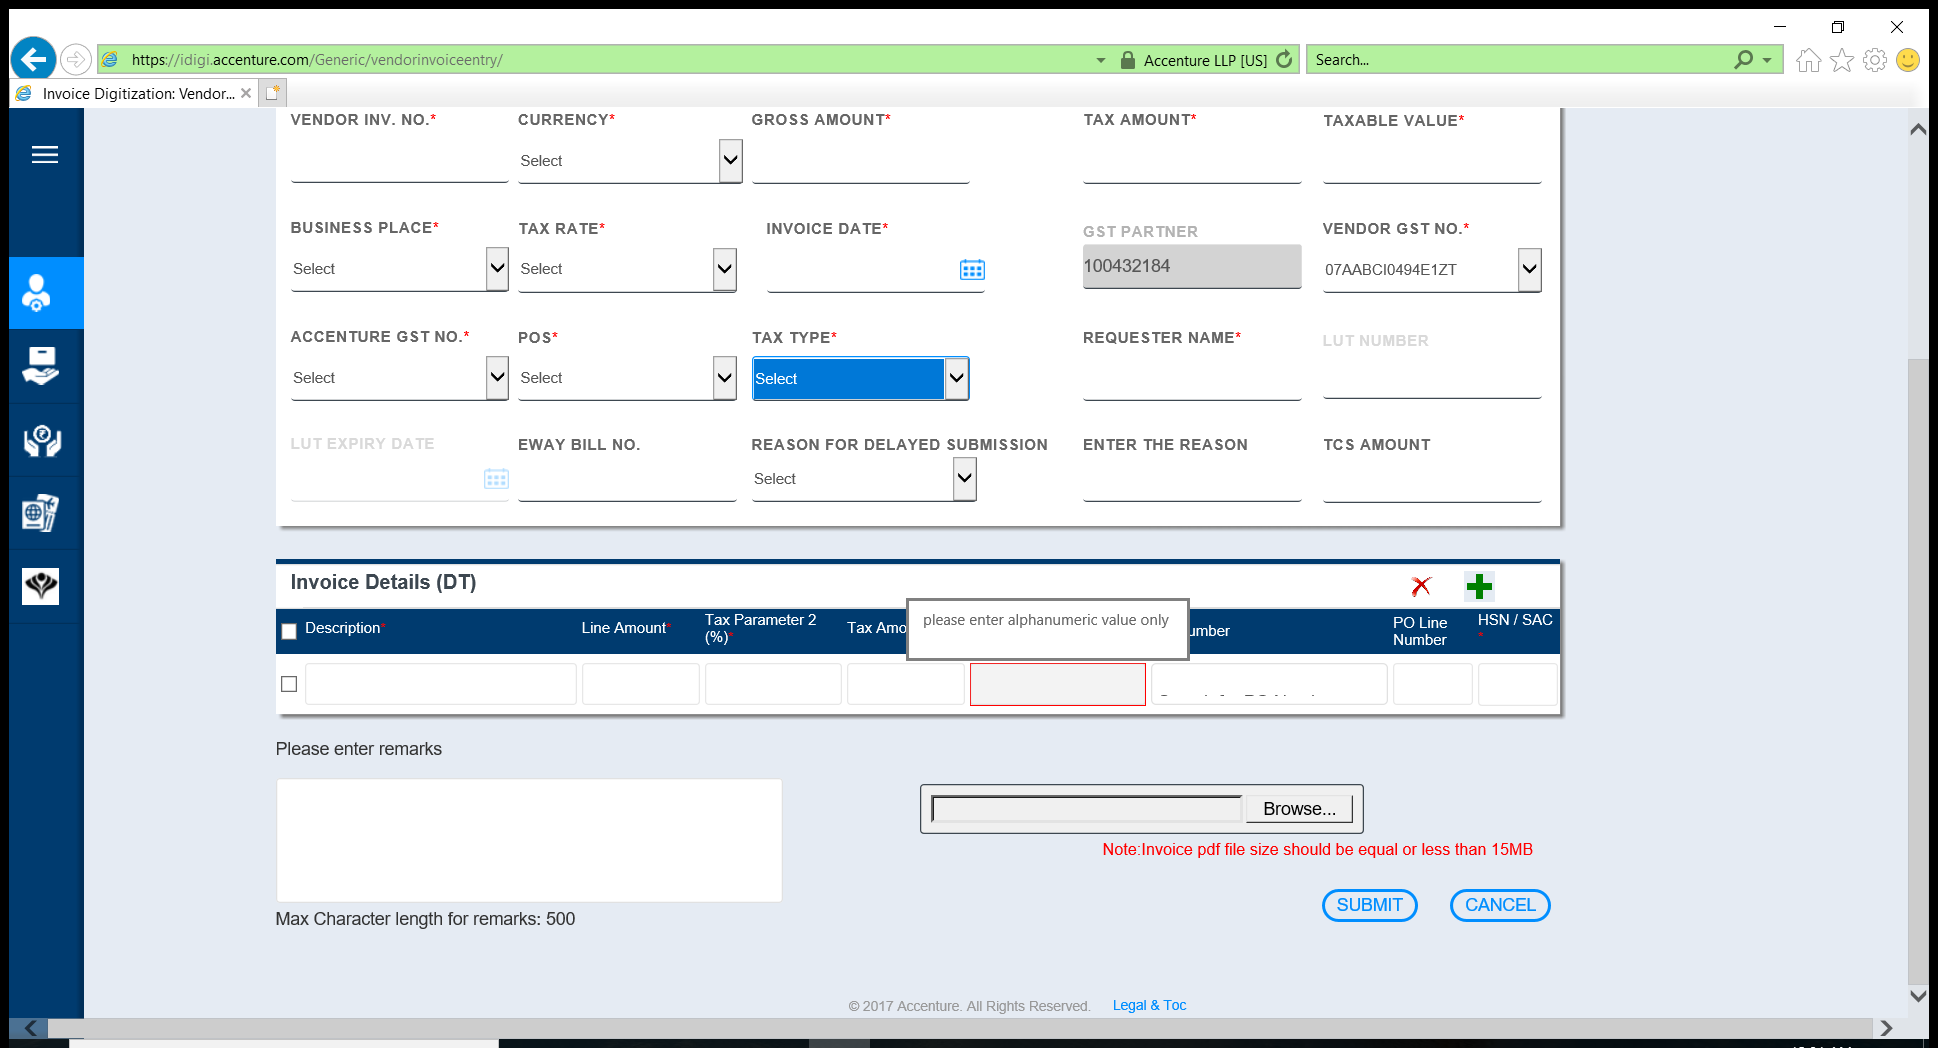 https://idigi.accenture.com/Generic/vendorinvoiceentry/
Accenture LLP [US]
Search...
Invoice Digitization: Vendor...
VENDOR INV. NO.* CURRENCY* GROSS AMOUNT* TAX AMOUNT* TAXABLE VALUE*
Select
BUSINESS PLACE* TAX RATE* INVOICE DATE* GST PARTNER VENDOR GST NO.*
Select Select 100432184 07AABCI0494E1ZT
ACCENTURE GST NO.* POS* TAX TYPE* REQUESTER NAME* LUT NUMBER
Select Select Select
LUT EXPIRY DATE EWAY BILL NO. REASON FOR DELAYED SUBMISSION ENTER THE REASON TCS AMOUNT
Select
Invoice Details (DT)
please enter alphanumeric value only
Description* Line Amount* Tax Parameter 2 (%)* Tax Amo umber PO Line Number HSN / SAC *
Please enter remarks
Browse...
Note:Invoice pdf file size should be equal or less than 15MB
SUBMIT CANCEL
Max Character length for remarks: 500
© 2017 Accenture. All Rights Reserved. Legal & Toc